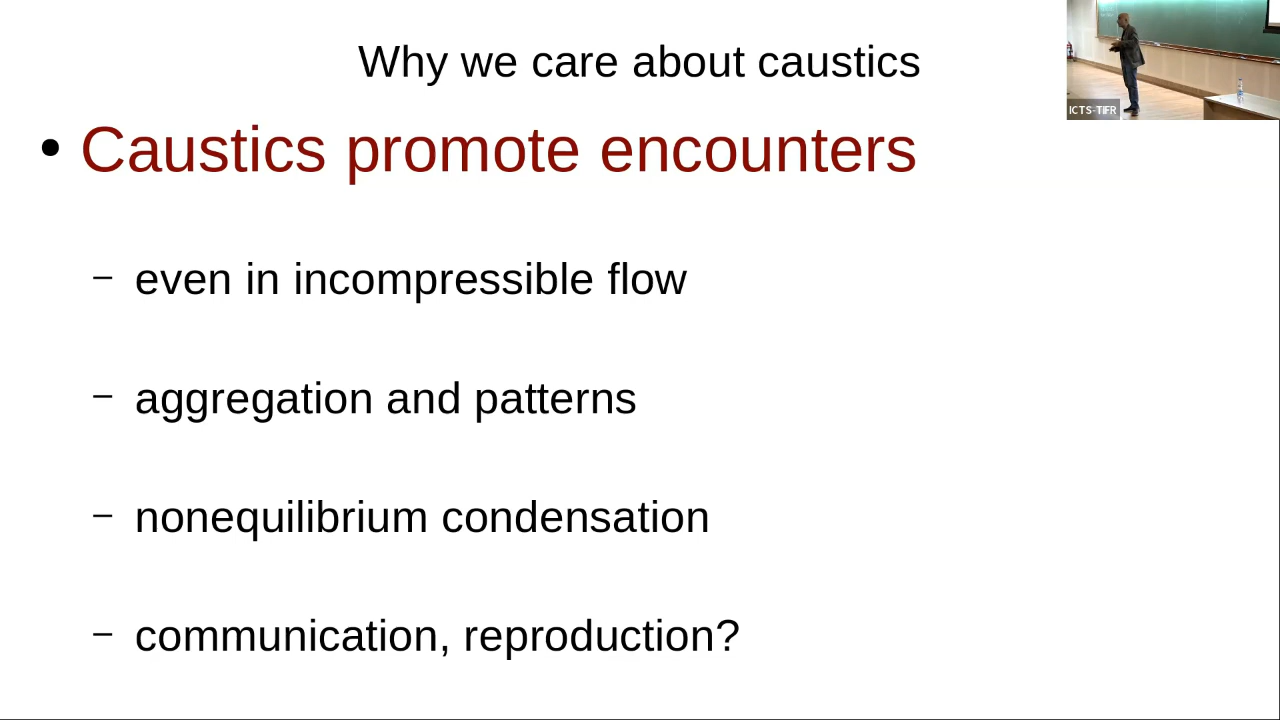 Why we care about caustics
ICTS-TIFR
• Caustics promote encounters
– even in incompressible flow
– aggregation and patterns
– nonequilibrium condensation
– communication, reproduction?